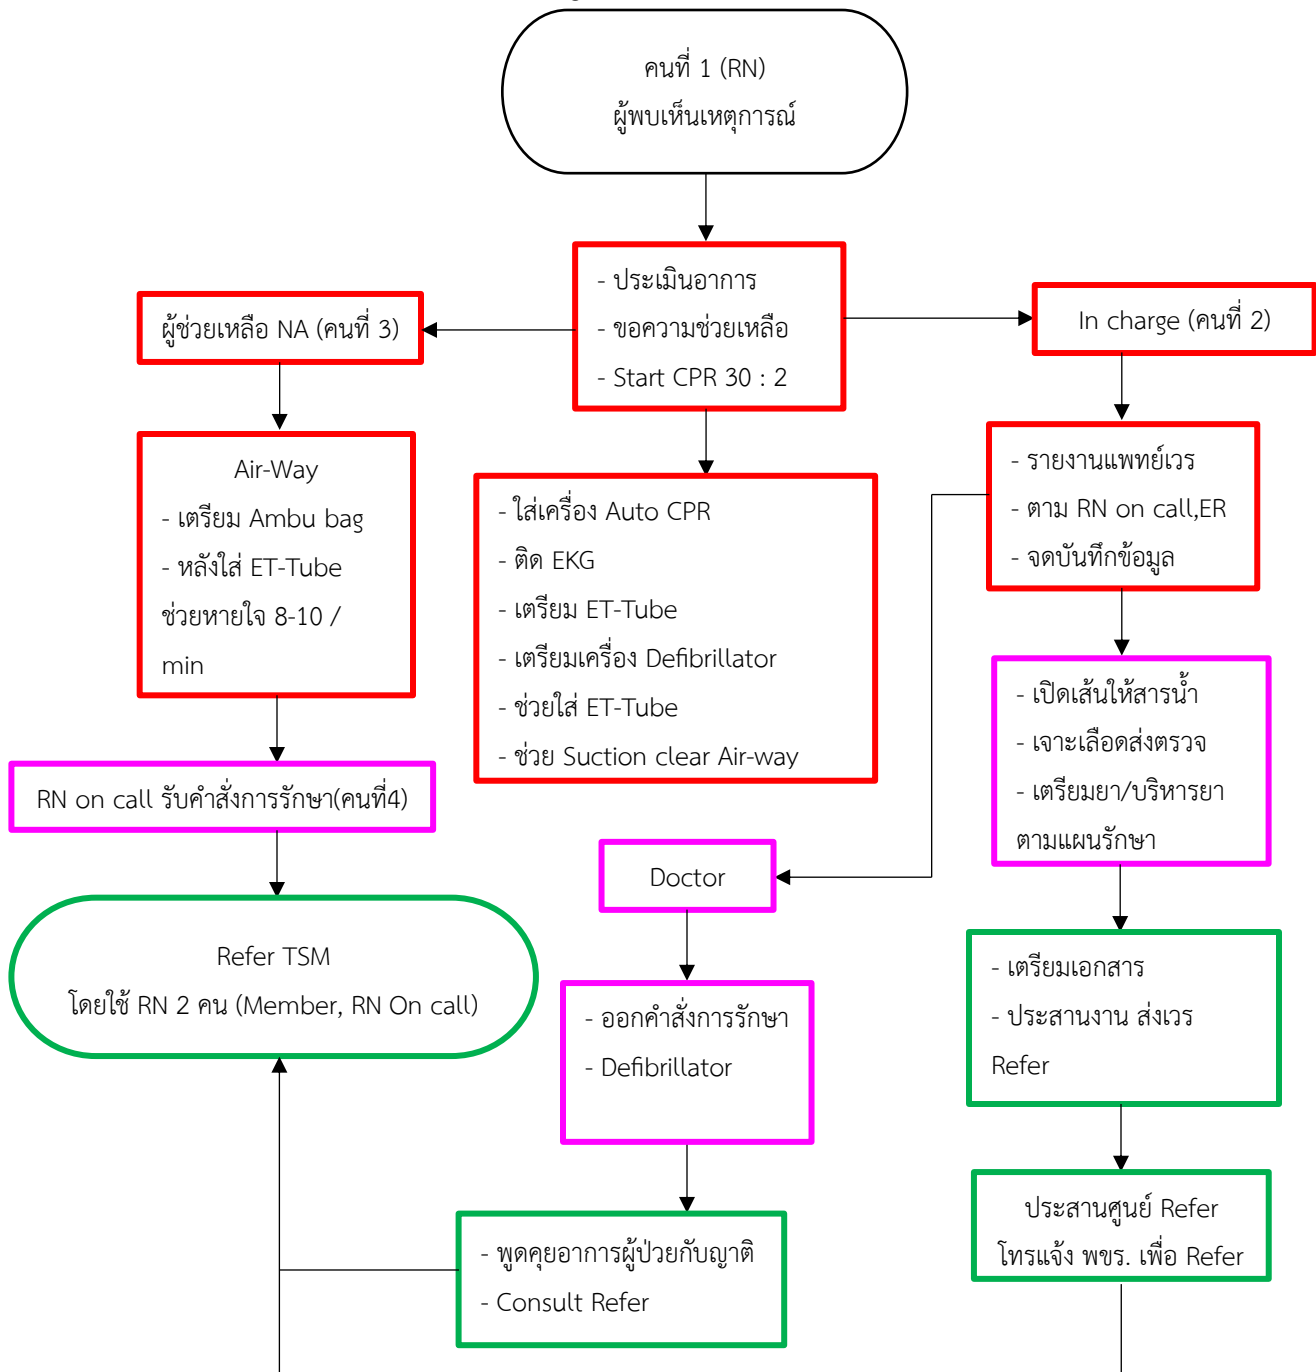 คนที่ 1 (RN)
ผู้พบเห็นเหตุการณ์
- ประเมินอาการ
- ขอความช่วยเหลือ
- Start CPR 30 : 2
ผู้ช่วยเหลือ NA (คนที่ 3)
In charge (คนที่ 2)
Air-Way
- เตรียม Ambu bag
- หลังใส่ ET-Tube
ช่วยหายใจ 8-10 /
min
- ใส่เครื่อง Auto CPR
- ติด EKG
- เตรียม ET-Tube
- เตรียมเครื่อง Defibrillator
- ช่วยใส่ ET-Tube
- ช่วย Suction clear Air-way
- รายงานแพทย์เวร
- ตาม RN on call,ER
- จดบันทึกข้อมูล
- เปิดเส้นให้สารน้ำ
- เจาะเลือดส่งตรวจ
- เตรียมยา/บริหารยา
ตามแผนรักษา
RN on call รับคำสั่งการรักษา(คนที่4)
Doctor
Refer TSM
โดยใช้ RN 2 คน (Member, RN On call)
- ออกคำสั่งการรักษา
- Defibrillator
- เตรียมเอกสาร
- ประสานงาน ส่งเวร
Refer
- พูดคุยอาการผู้ป่วยกับญาติ
- Consult Refer
ประสานศูนย์ Refer
โทรแจ้ง พขร. เพื่อ Refer